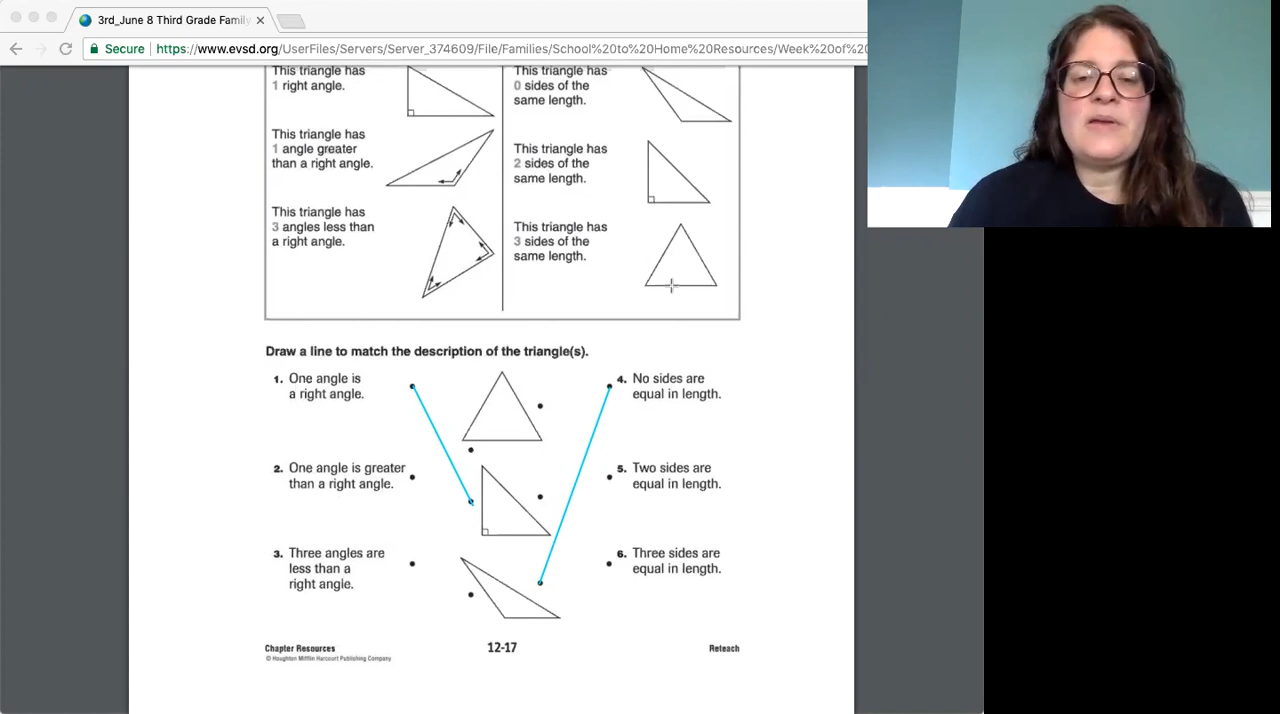 3rd_June 8 Third Grade Family
Secure
https://www.evsd.org/UserFiles/Servers/Server_374609/File/Families/School%20to%20Home%20Resources/Week%20of%20
This triangle has
1 right angle.
This triangle has
1 angle greater
than a right angle.
This triangle has
3 angles less than
a right angle.
This triangle has
0 sides of the
same length.
This triangle has
2 sides of the
same length.
This triangle has
3 sides of the
same length.
Draw a line to match the description of the triangle(s).
1. One angle is
a right angle.
2. One angle is greater
than a right angle.
3. Three angles are
less than a
right angle.
4. No sides are
equal in length.
5. Two sides are
equal in length.
6. Three sides are
equal in length.
Chapter Resources
© Houghton Mifflin Harcourt Publishing Company
12-17
Reteach